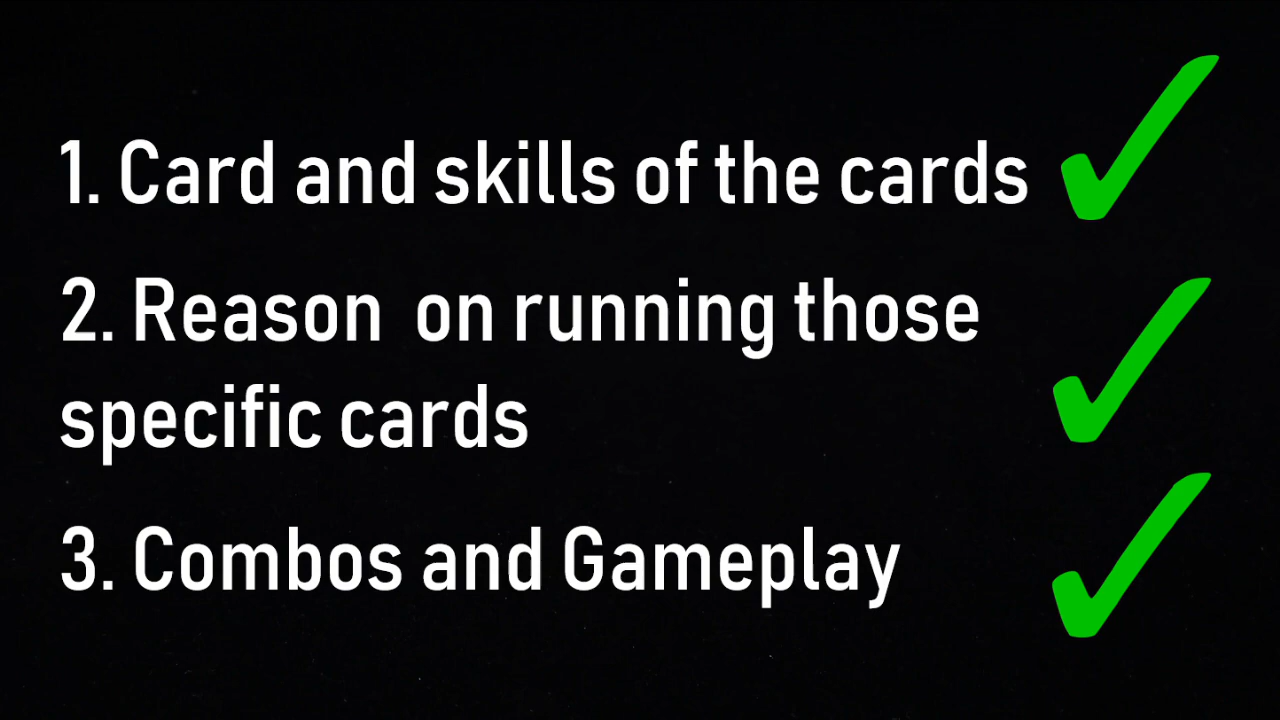 1. Card and skills of the cards
2. Reason on running those
specific cards
3. Combos and Gameplay